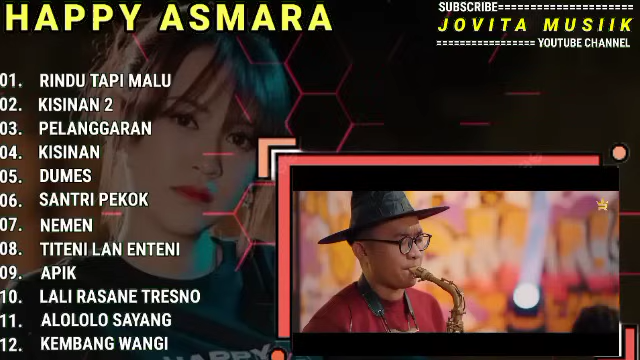 HAPPY ASMARA
SUBSCRIBE====================
JOVITA MUSIIK
================ YOUTUBE CHANNEL
01. RINDU TAPI MALU
02. KISINAN 2
03. PELANGGARAN
04. KISINAN
05. DUMES
06. SANTRI PEKOK
07. NEMEN
08. TITENI LAN ENTENI
09. APIK
10. LALI RASANE TRESNO
11. ALOLOLO SAYANG
12. KEMBANG WANGI
HAPPY